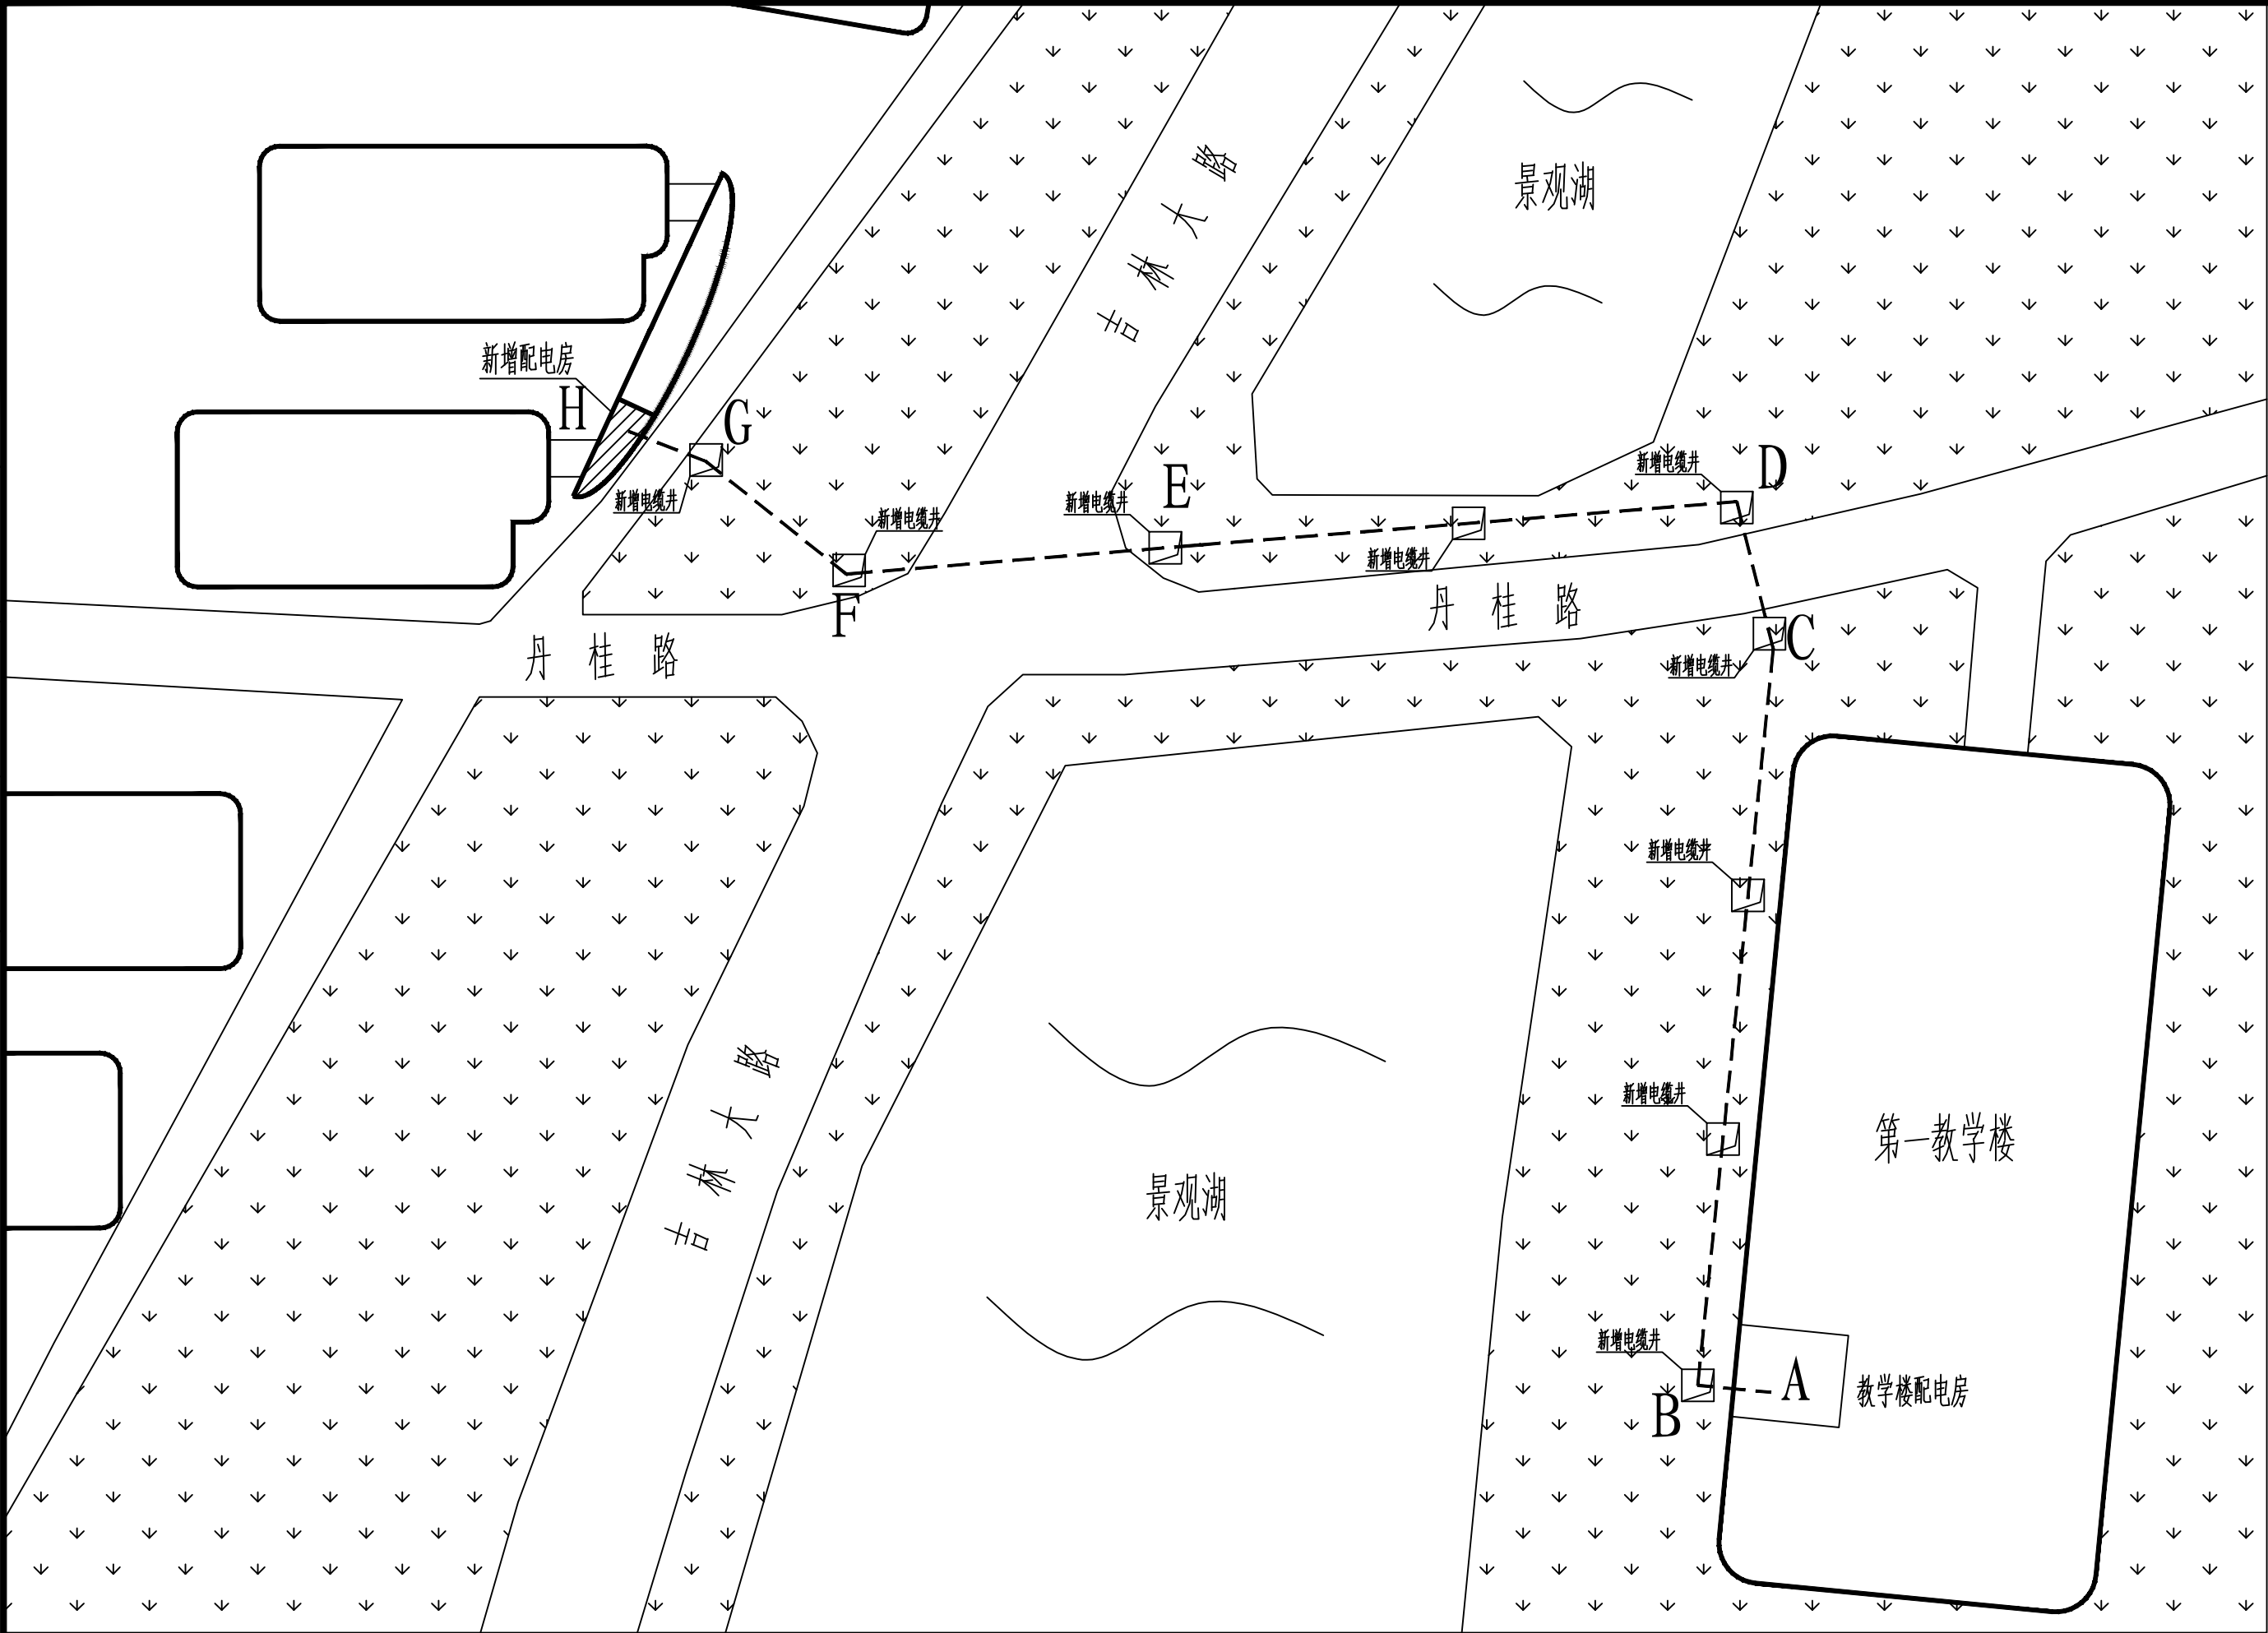 吉林大路
景观湖
新增配电房
H
G
新增电缆井
新增电缆井
F
新增电缆井
E
新增电缆井
新增电缆井
D
丹桂路
丹桂路
新增电缆井
C
新增电缆井
新增电缆井
吉林大路
景观湖
第一教学楼
新增电缆井
B
A
教学楼配电房